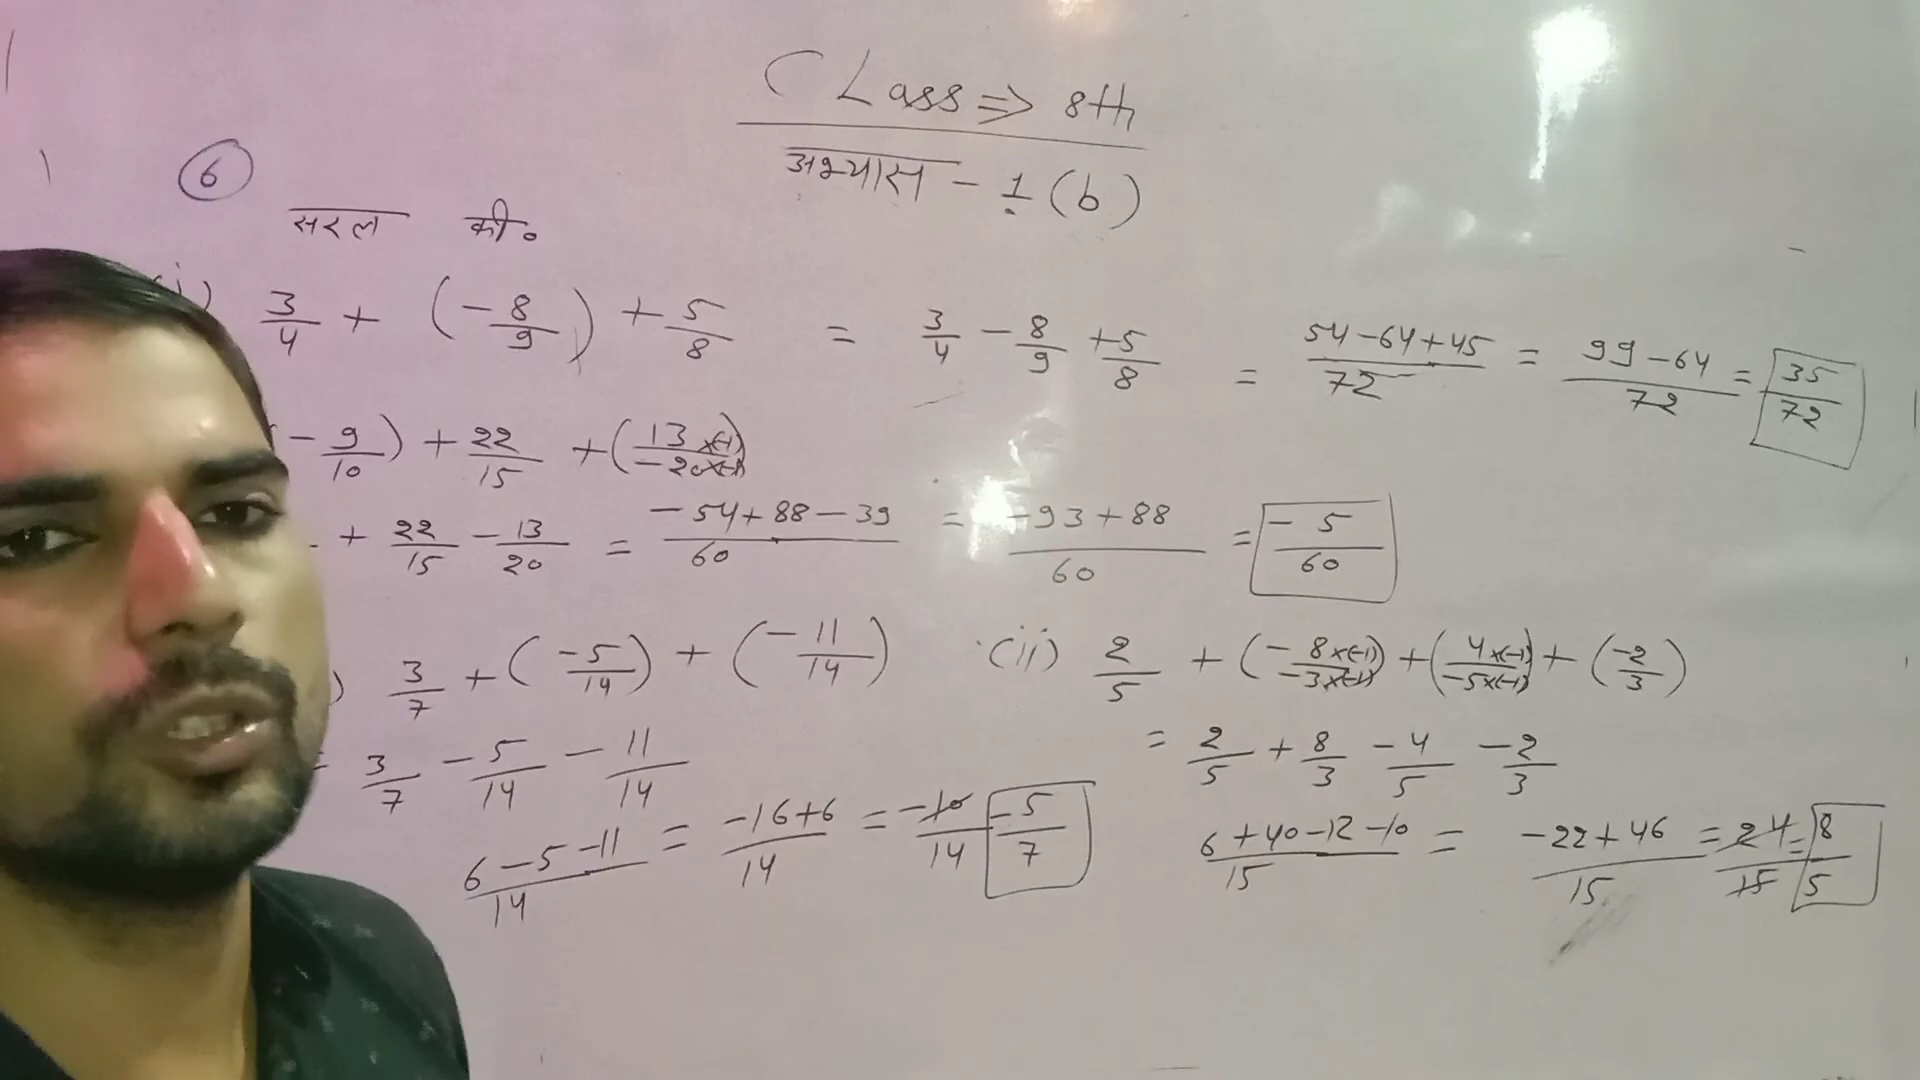 CLass ⇒ 8th
अभ्यास - 1 (b)
6
सरल की०
(i) 3/4 + (-8/9) + 5/8 = 3/4 - 8/9 + 5/8 = (54-64+45)/72 = (99-64)/72 = 35/72
- 9/10) + 22/15 + (13×(-1)/-20×(-1))
+ 22/15 - 13/20 = (-54+88-39)/60 = (-93+88)/60 = -5/60
) 3/7 + (-5/14) + (-11/14)
(ii) 2/5 + (-8×(-1)/-3×(-1)) + (4×(-1)/-5×(-1)) + (-2/3)
= 3/7 - 5/14 - 11/14
= 2/5 + 8/3 - 4/5 - 2/3
(6-5-11)/14 = (-16+6)/14 = -10/14 = -5/7
(6+40-12-10)/15 = (-22+46)/15 = 24/15 = 8/5